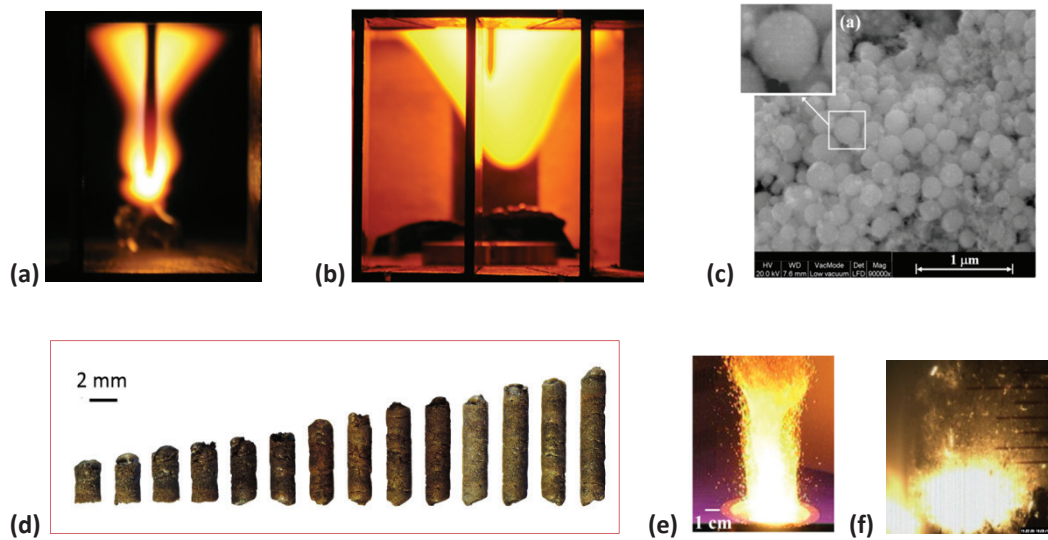 (a)
(b)
(a)
HV WD VacMode Det Mag
20.0 kV 7.6 mm Low vacuum LFD 90000x
1 µm
(c)
2 mm
(d)
1 cm
(e)
(f)